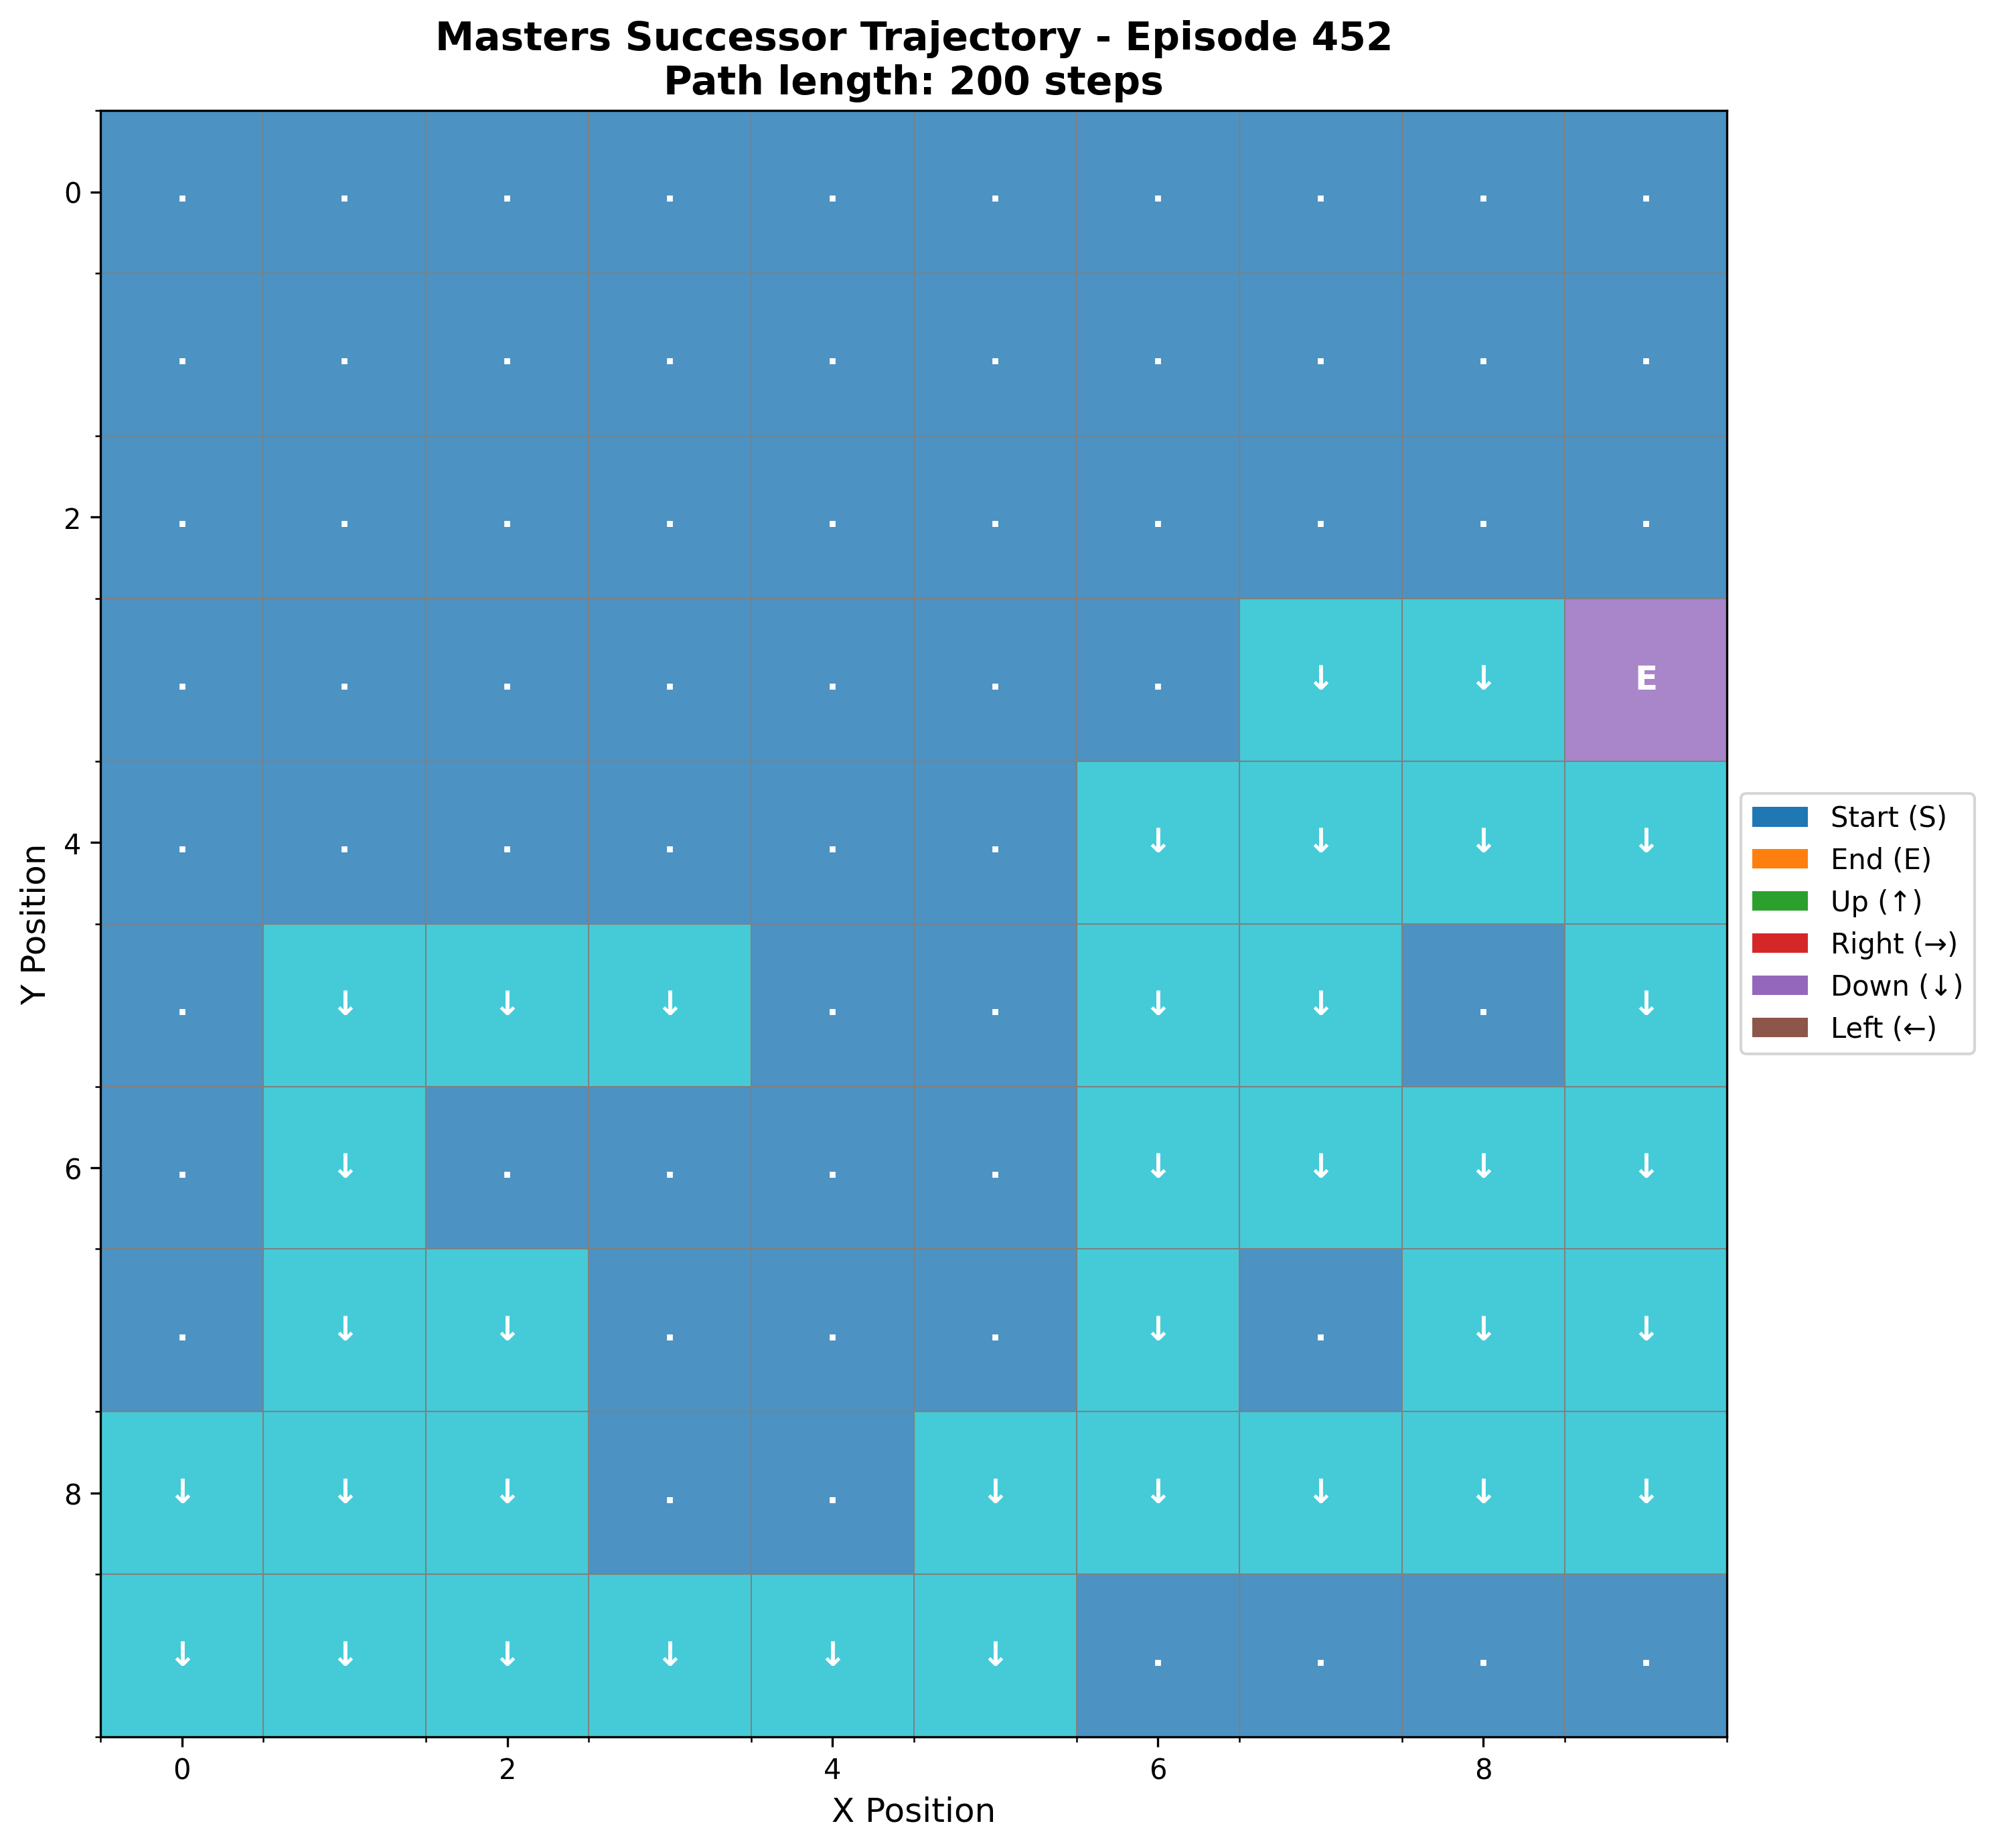 Masters Successor Trajectory - Episode 452
Path length: 200 steps
0 . . . . . . . . . .
. . . . . . . . . .
2 . . . . . . . . . .
. . . . . . . ↓ ↓ E
4 . . . . . . ↓ ↓ ↓ ↓
. ↓ ↓ ↓ . . ↓ ↓ . ↓
6 . ↓ . . . . ↓ ↓ ↓ ↓
. ↓ ↓ . . . ↓ . ↓ ↓
8 ↓ ↓ ↓ . . ↓ ↓ ↓ ↓ ↓
↓ ↓ ↓ ↓ ↓ ↓ . . . .
0 2 4 6 8
X Position
Y Position
Start (S)
End (E)
Up (↑)
Right (→)
Down (↓)
Left (←)